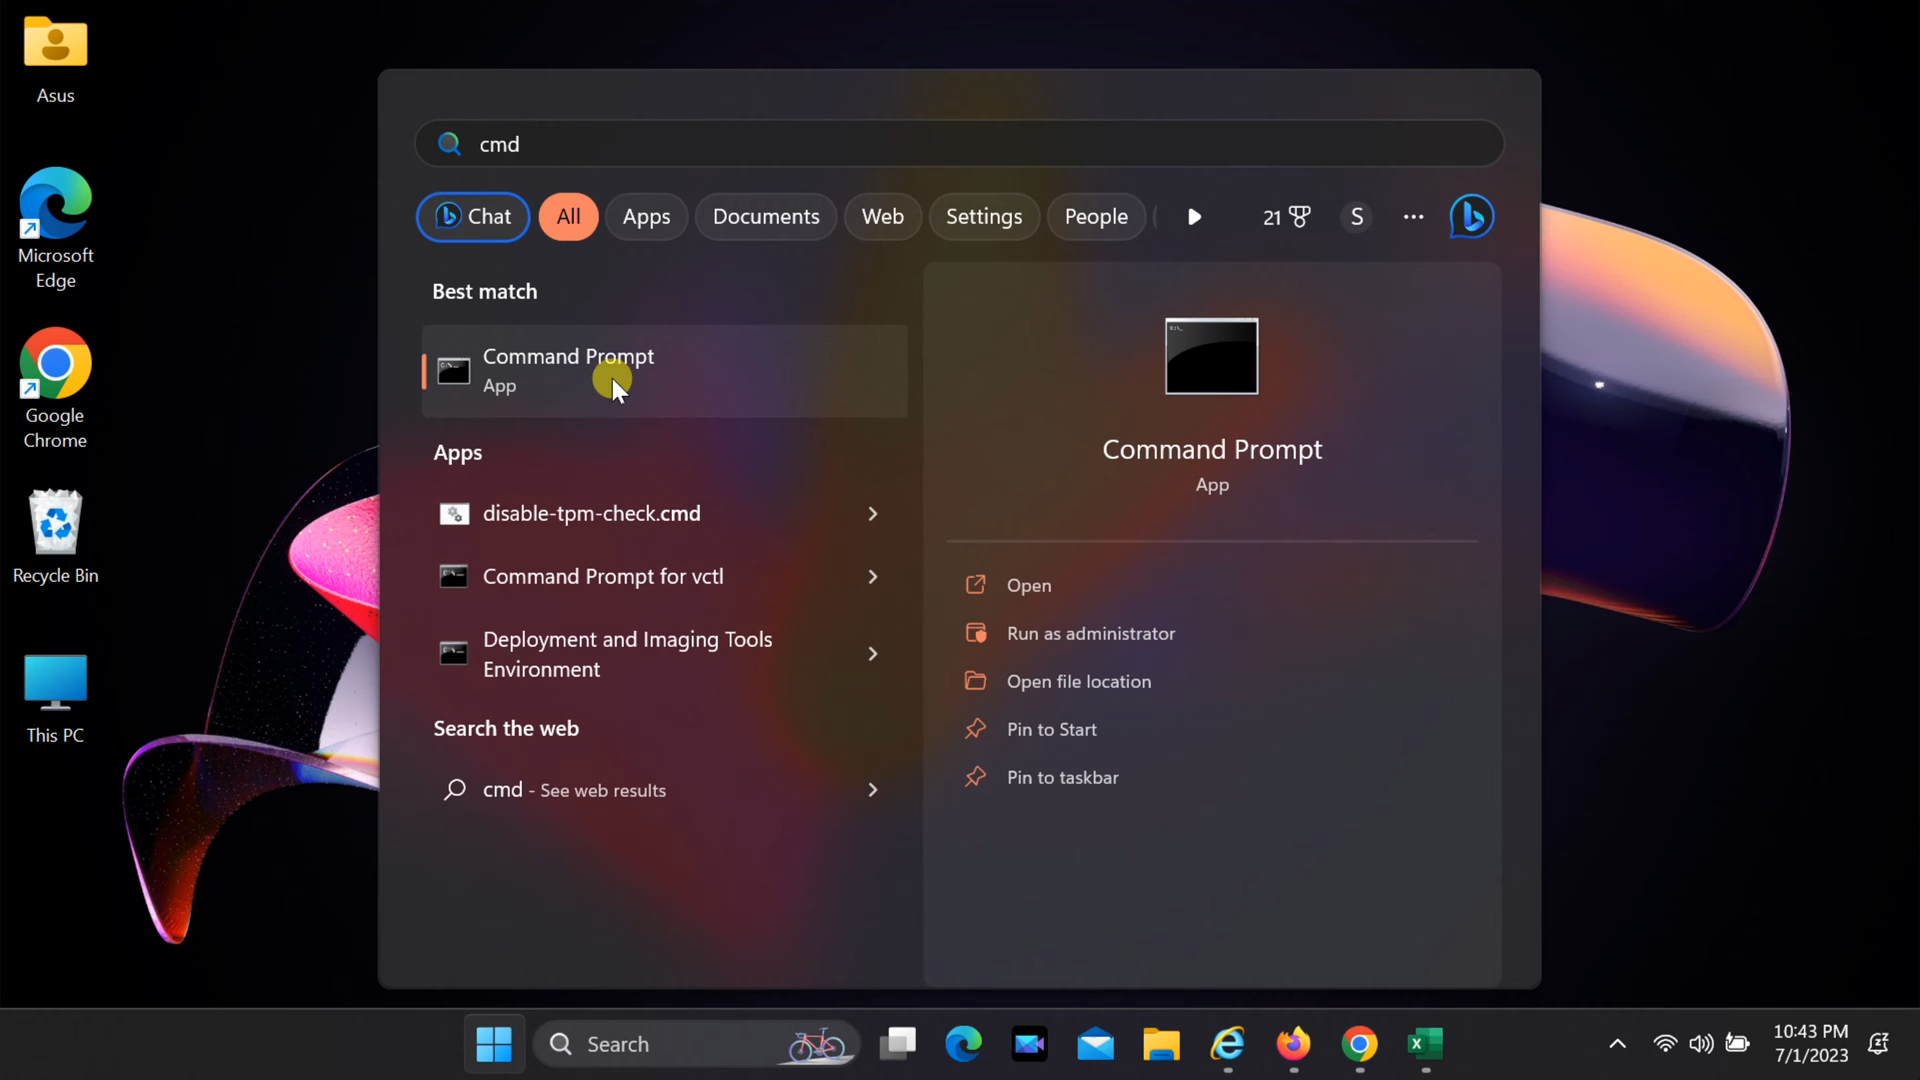 Asus
Microsoft
Edge
Google
Chrome
Recycle Bin
This PC
cmd
Chat
All
Apps
Documents
Web
Settings
People
21
S
Best match
Command Prompt
App
Apps
disable-tpm-check.cmd
Command Prompt for vctl
Deployment and Imaging Tools
Environment
Search the web
cmd - See web results
Command Prompt
App
Open
Run as administrator
Open file location
Pin to Start
Pin to taskbar
Search
10:43 PM
7/1/2023